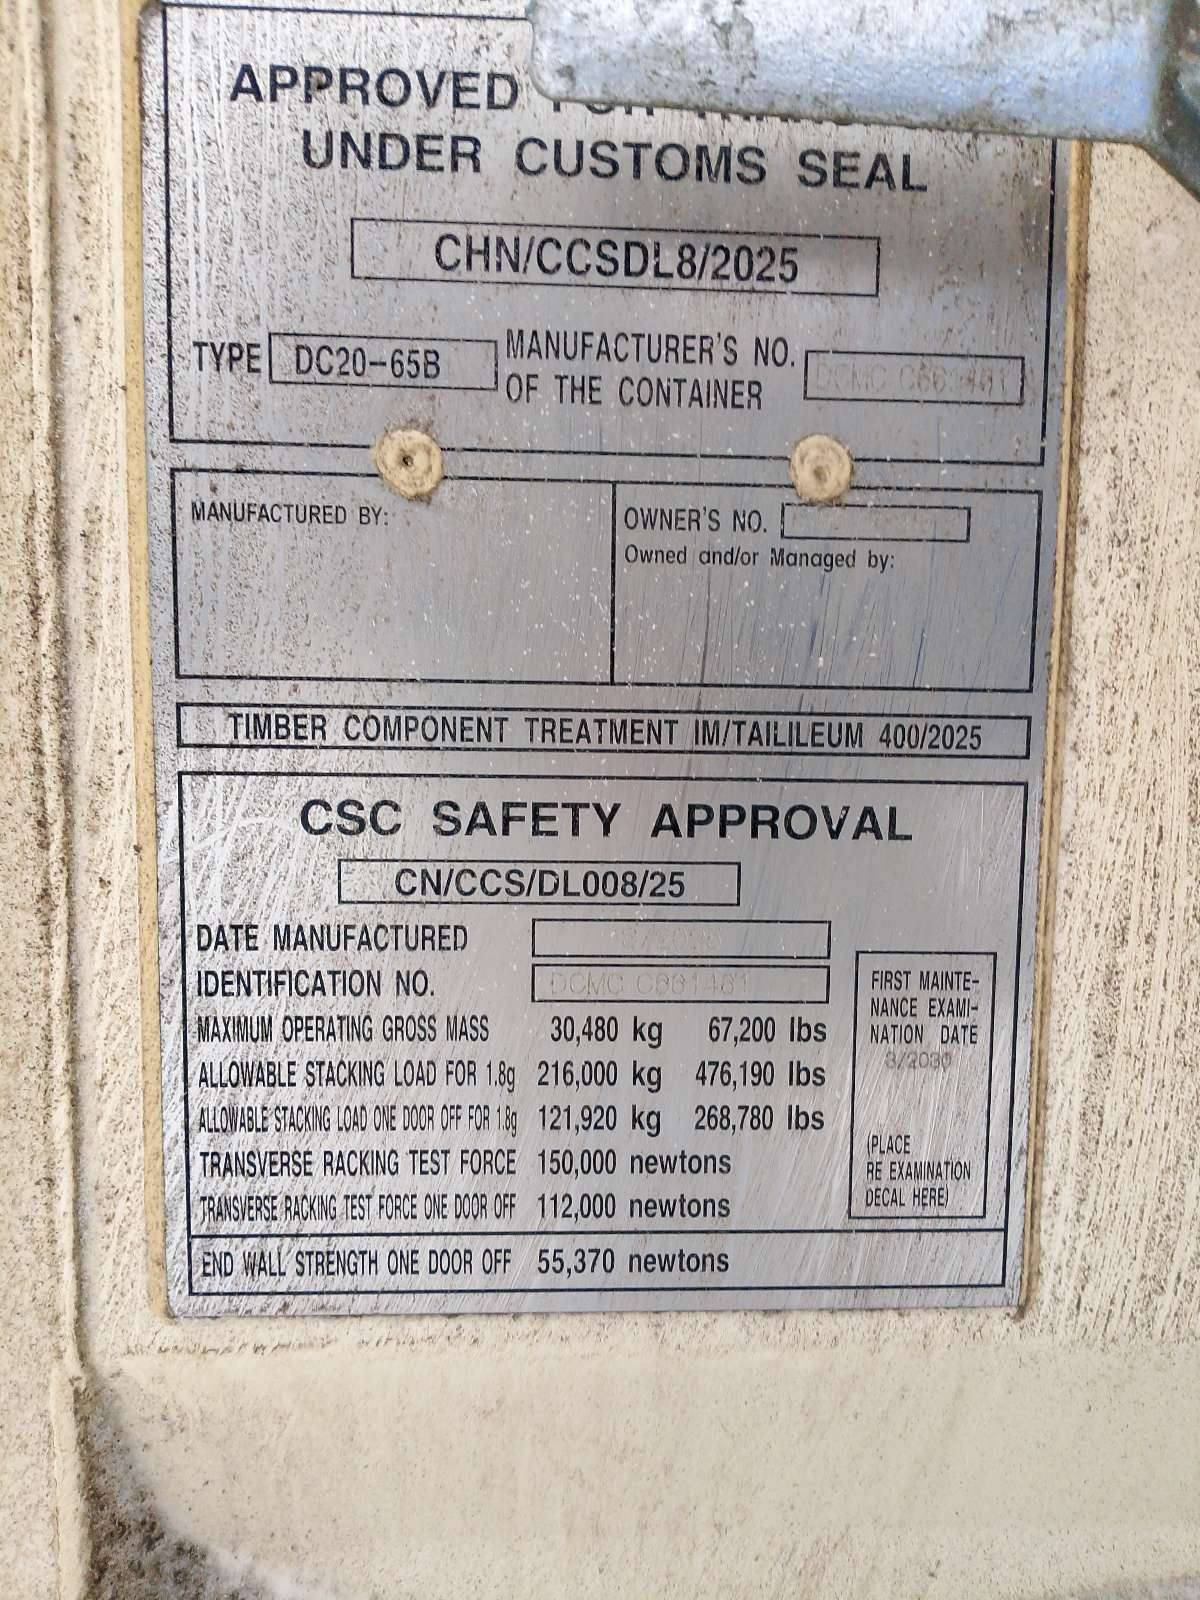 APPROVED FOR
UNDER CUSTOMS SEAL
CHN/CCSDL8/2025
TYPE DC20-65B MANUFACTURER'S NO.
OF THE CONTAINER
MANUFACTURED BY:
OWNER'S NO.
Owned and/or Managed by:
TIMBER COMPONENT TREATMENT IM/TAILILEUM 400/2025
CSC SAFETY APPROVAL
CN/CCS/DL008/25
DATE MANUFACTURED
IDENTIFICATION NO. DCMC C661461
MAXIMUM OPERATING GROSS MASS 30,480 kg 67,200 lbs
ALLOWABLE STACKING LOAD FOR 1.8g 216,000 kg 476,190 lbs
ALLOWABLE STACKING LOAD ONE DOOR OFF FOR 1.8g 121,920 kg 268,780 lbs
TRANSVERSE RACKING TEST FORCE 150,000 newtons
TRANSVERSE RACKING TEST FORCE ONE DOOR OFF 112,000 newtons
END WALL STRENGTH ONE DOOR OFF 55,370 newtons
FIRST MAINTE-
NANCE EXAMI-
NATION DATE
3/2030
(PLACE
RE EXAMINATION
DECAL HERE)